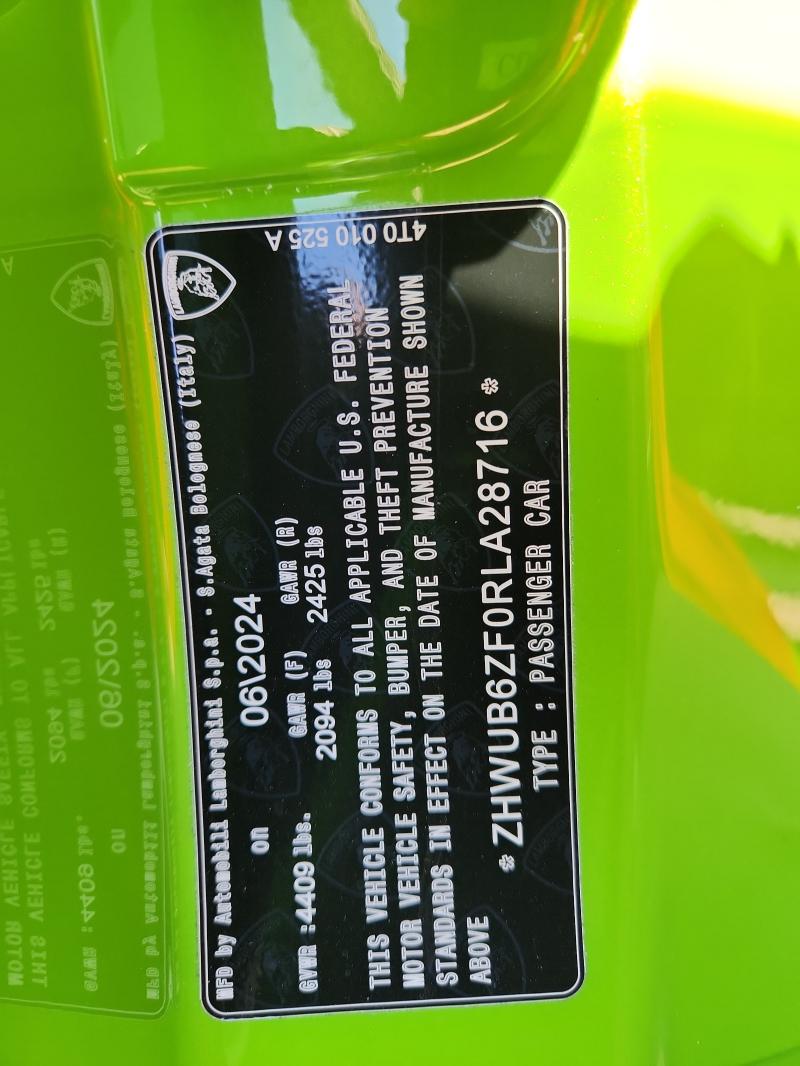 MFD by Automobili Lamborghini S.p.a. - S.Agata Bolognese (Italy)
on 06\2024
GAWR (F) GAWR (R)
GVWR :4409 lbs. 2094 lbs 2425 lbs
THIS VEHICLE CONFORMS TO ALL APPLICABLE U.S. FEDERAL
MOTOR VEHICLE SAFETY, BUMPER, AND THEFT PREVENTION
STANDARDS IN EFFECT ON THE DATE OF MANUFACTURE SHOWN
ABOVE
* ZHWUB6ZF0RLA28716 *
TYPE : PASSENGER CAR
4T0 010 525 A